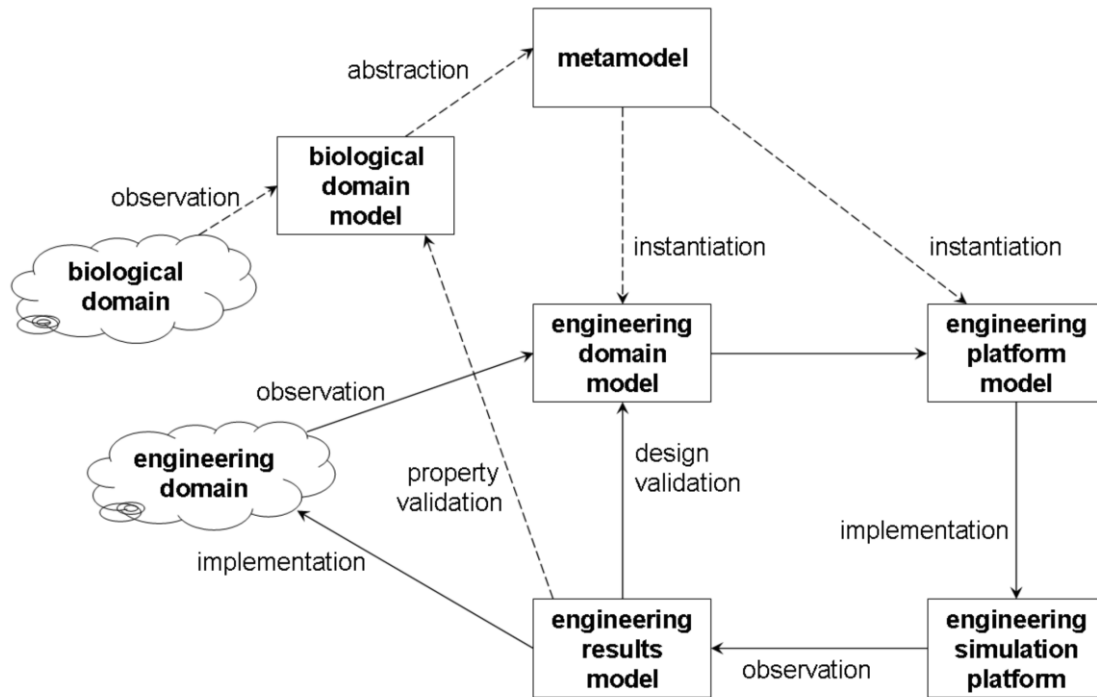 metamodel
abstraction
biological
domain
model
observation
biological
domain
instantiation
instantiation
engineering
domain
model
engineering
platform
model
observation
engineering
domain
property
validation
design
validation
implementation
implementation
engineering
results
model
observation
engineering
simulation
platform